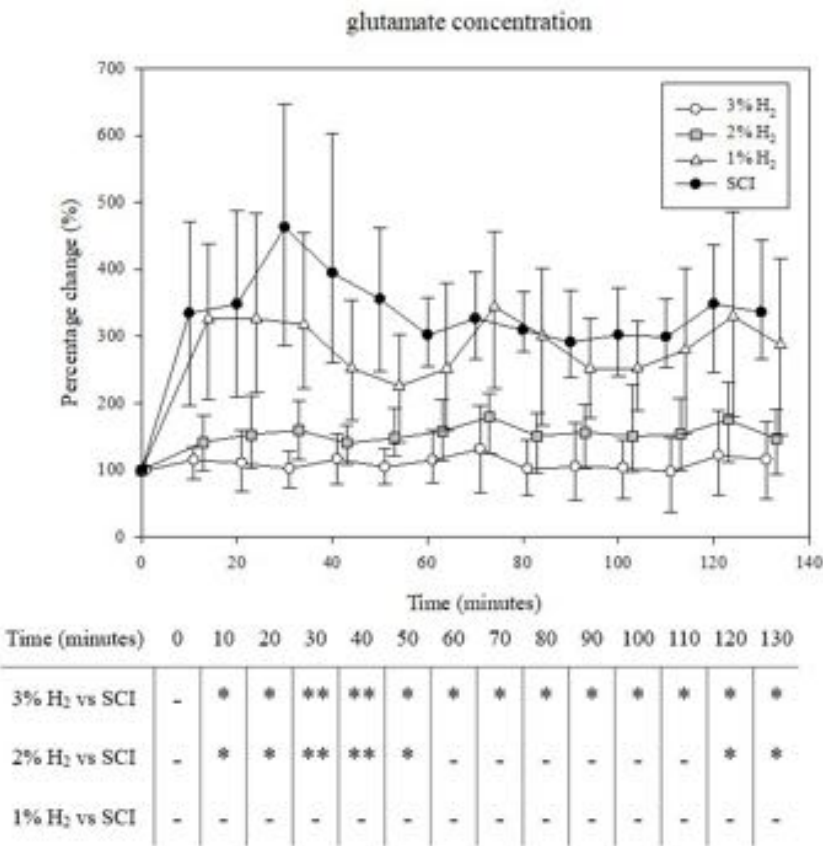 glutamate concentration
700
600
500
400
300
200
100
0
Percentage change (%)
3% H₂
2% H₂
1% H₂
SCI
0 20 40 60 80 100 120 140
Time (minutes)
Time (minutes) 0 10 20 30 40 50 60 70 80 90 100 110 120 130
3% H₂ vs SCI - * * ** ** * * * * * * * * *
2% H₂ vs SCI - * * ** ** * - - - - - - * *
1% H₂ vs SCI - - - - - - - - - - - - - -